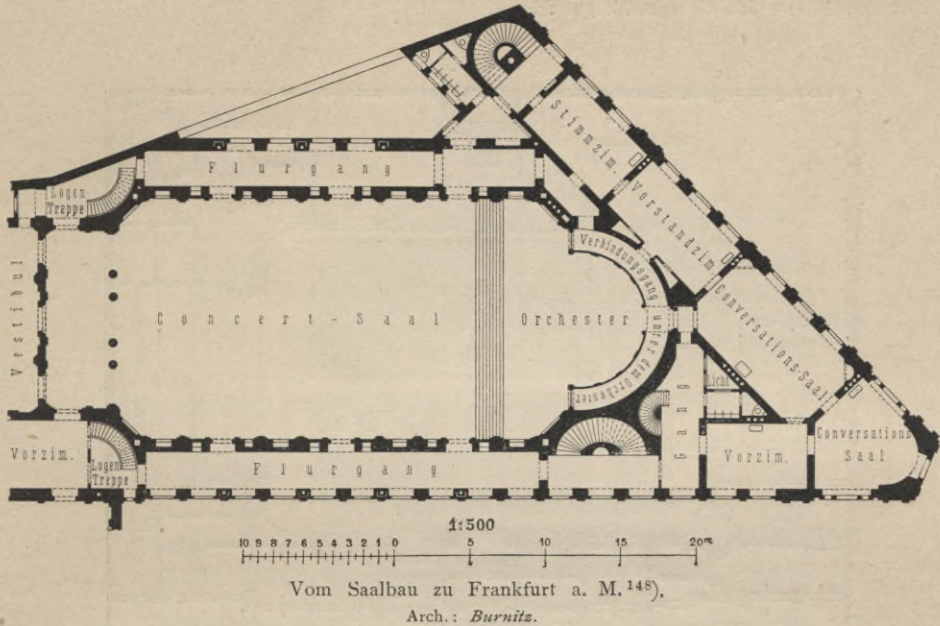 Stimmzim.
Flurgang
Logen-
Treppe
Vorstandzim.
Verbindungsgang unter dem Orchester
Vestibul
Concert-Saal
Orchester
Conversations-Saal
Gang
Licht
Vorzim.
Logen
Treppe
Flurgang
Vorzim.
Conversations
Saal
1:500
10 9 8 7 6 5 4 3 2 1 0 5 10 15 20m
Vom Saalbau zu Frankfurt a. M. 148).
Arch.: Burnitz.